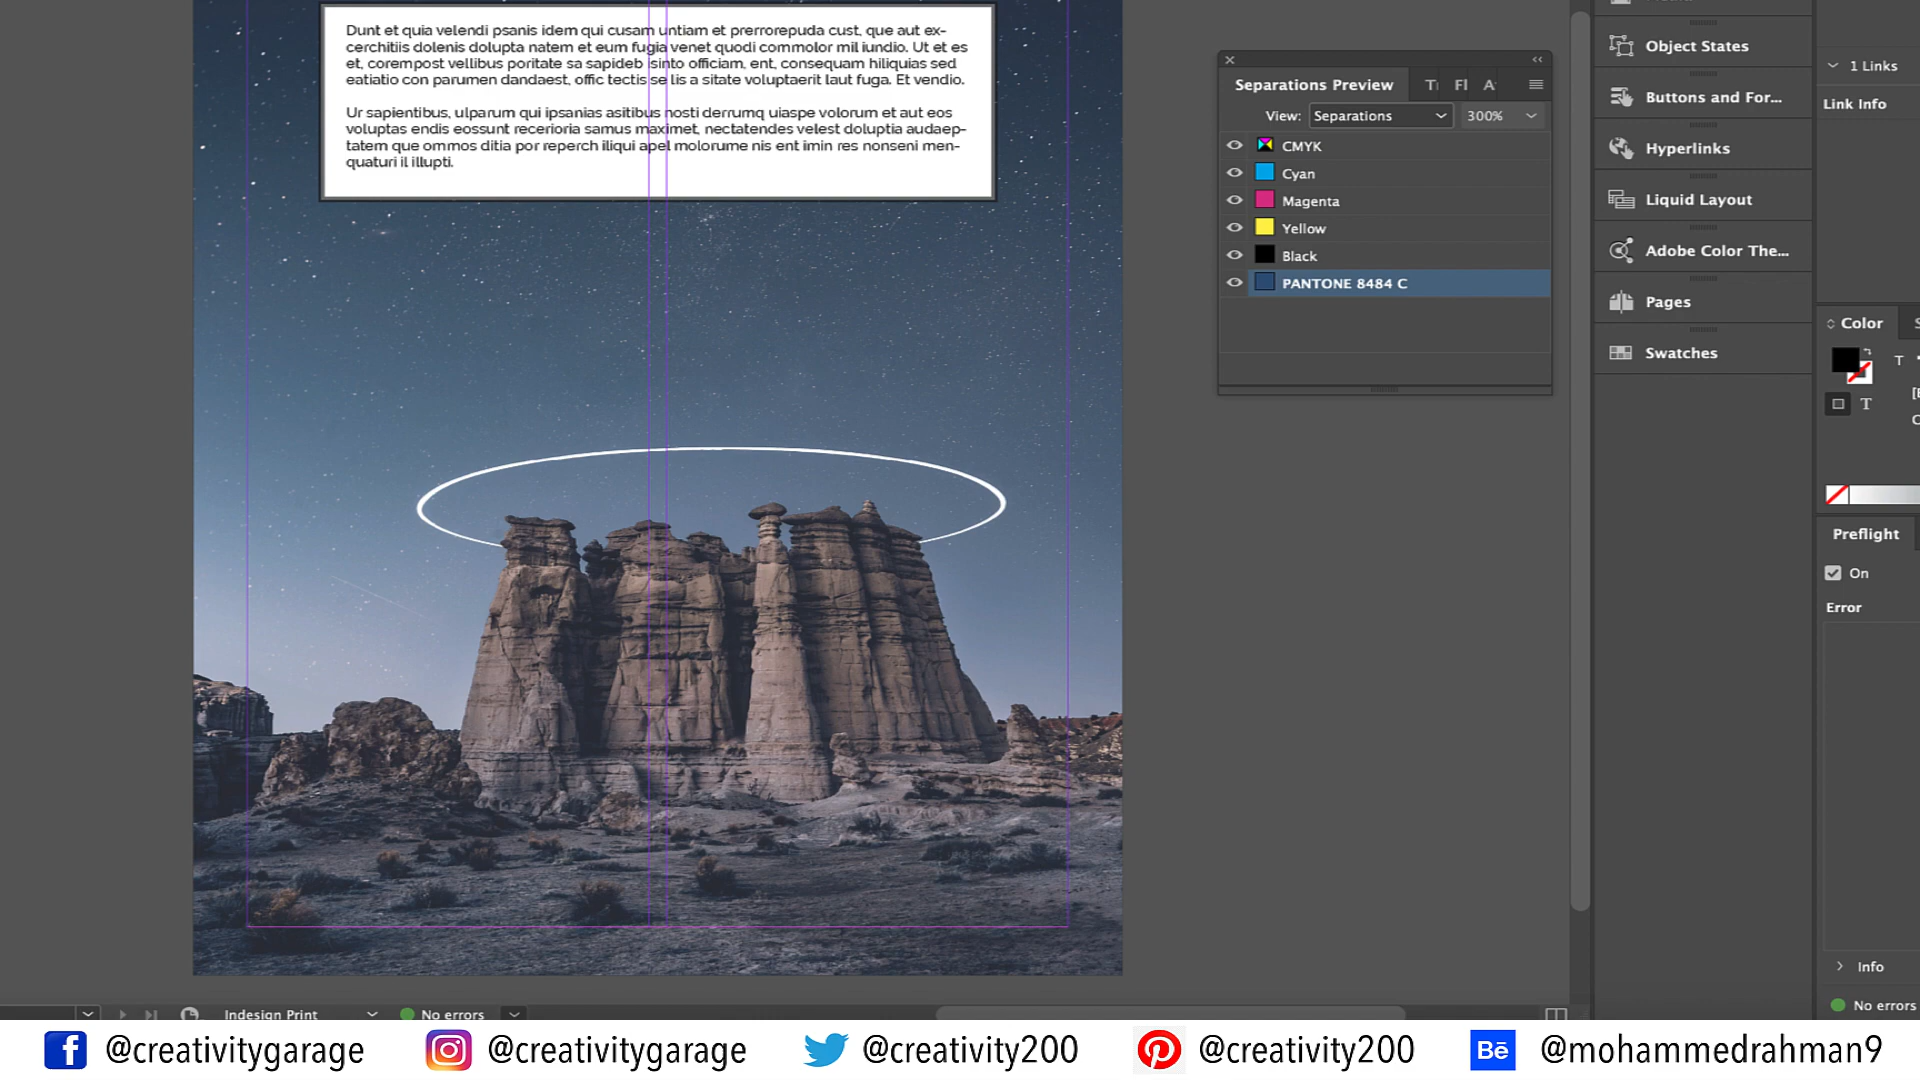 Dunt et quia velendi psanis idem qui cusam untiam et prerrorepuda cust, que aut ex-
cerchitiis dolenis dolupta natem et eum fugia venet quodi commolor mil iundio. Ut et es
et, corempost vellibus poritate sa sapideb isinto officiam, ent, consequam hiliquias sed
eatiatio con parumen dandaest, offic tectis se lis a sitate voluptaerit laut fuga. Et vendio.
Ur sapientibus, ulparum qui ipsanias asitibus nosti derrumq uiaspe volorum et aut eos
voluptas endis eossunt recerioria samus maximet, nectatendes velest doluptia audaep-
tatem que ommos ditia por reperch iliqui apel molorume nis ent imin res nonseni men-
quaturi il illupti.
Separations Preview
Fl
View: Separations 300%
CMYK
Cyan
Magenta
Yellow
Black
PANTONE 8484 C
Object States
Buttons and For...
Hyperlinks
Liquid Layout
Adobe Color The...
Pages
Swatches
1 Links
Link Info
Color
T
T
Preflight
On
Error
Info
No errors
Indesign Print
No errors
@creativitygarage
@creativitygarage
@creativity200
@creativity200
Bē @mohammedrahman9